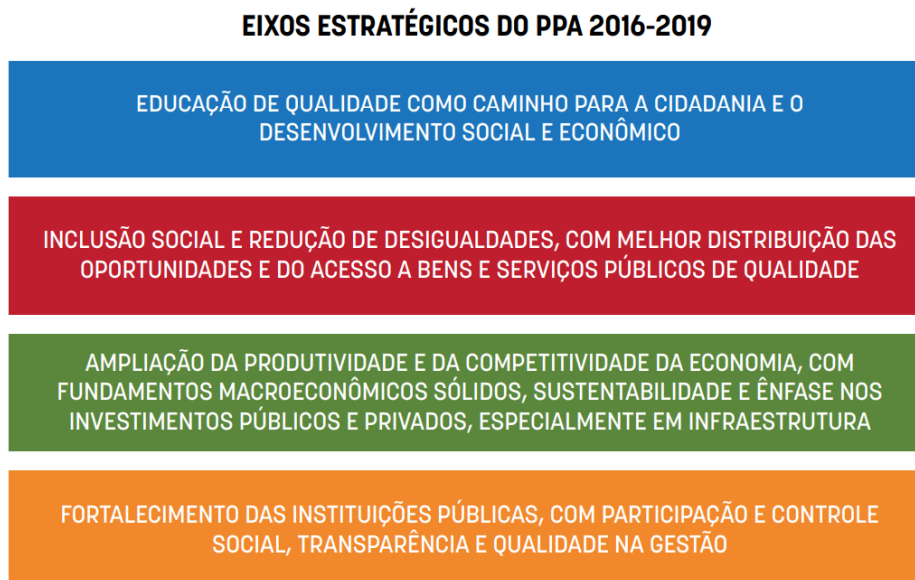 EIXOS ESTRATÉGICOS DO PPA 2016-2019
EDUCAÇÃO DE QUALIDADE COMO CAMINHO PARA A CIDADANIA E O
DESENVOLVIMENTO SOCIAL E ECONÔMICO
INCLUSÃO SOCIAL E REDUÇÃO DE DESIGUALDADES, COM MELHOR DISTRIBUIÇÃO DAS
OPORTUNIDADES E DO ACESSO A BENS E SERVIÇOS PÚBLICOS DE QUALIDADE
AMPLIAÇÃO DA PRODUTIVIDADE E DA COMPETITIVIDADE DA ECONOMIA, COM
FUNDAMENTOS MACROECONÔMICOS SÓLIDOS, SUSTENTABILIDADE E ÊNFASE NOS
INVESTIMENTOS PÚBLICOS E PRIVADOS, ESPECIALMENTE EM INFRAESTRUTURA
FORTALECIMENTO DAS INSTITUIÇÕES PÚBLICAS, COM PARTICIPAÇÃO E CONTROLE
SOCIAL, TRANSPARÊNCIA E QUALIDADE NA GESTÃO